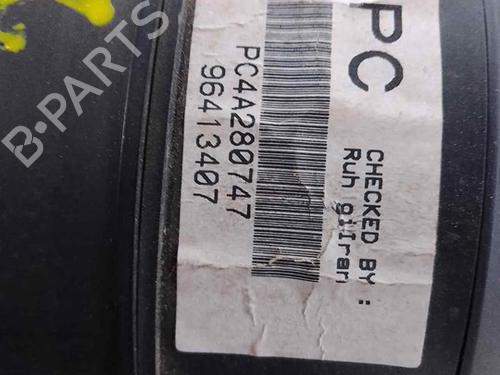 PC
PC4A280747
96413407
CHECKED BY :
B-PARTS